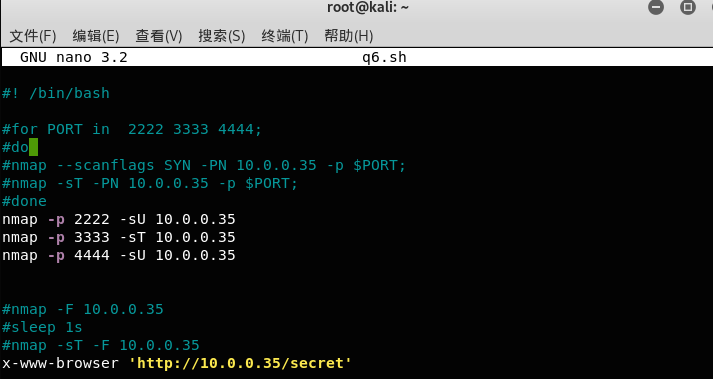 root@kali: ~
文件(F) 编辑(E) 查看(V) 搜索(S) 终端(T) 帮助(H)
GNU nano 3.2 q6.sh
#! /bin/bash
#for PORT in  2222 3333 4444;
#do
#nmap --scanflags SYN -PN 10.0.0.35 -p $PORT;
#nmap -sT -PN 10.0.0.35 -p $PORT;
#done
nmap -p 2222 -sU 10.0.0.35
nmap -p 3333 -sT 10.0.0.35
nmap -p 4444 -sU 10.0.0.35
#nmap -F 10.0.0.35
#sleep 1s
#nmap -sT -F 10.0.0.35
x-www-browser 'http://10.0.0.35/secret'